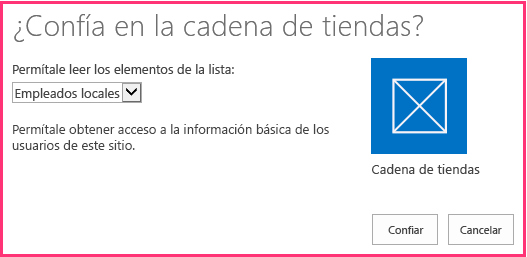 ¿Confía en la cadena de tiendas?
Permítale leer los elementos de la lista:
Empleados locales
Permítale obtener acceso a la información básica de los
usuarios de este sitio.
Cadena de tiendas
Confiar
Cancelar